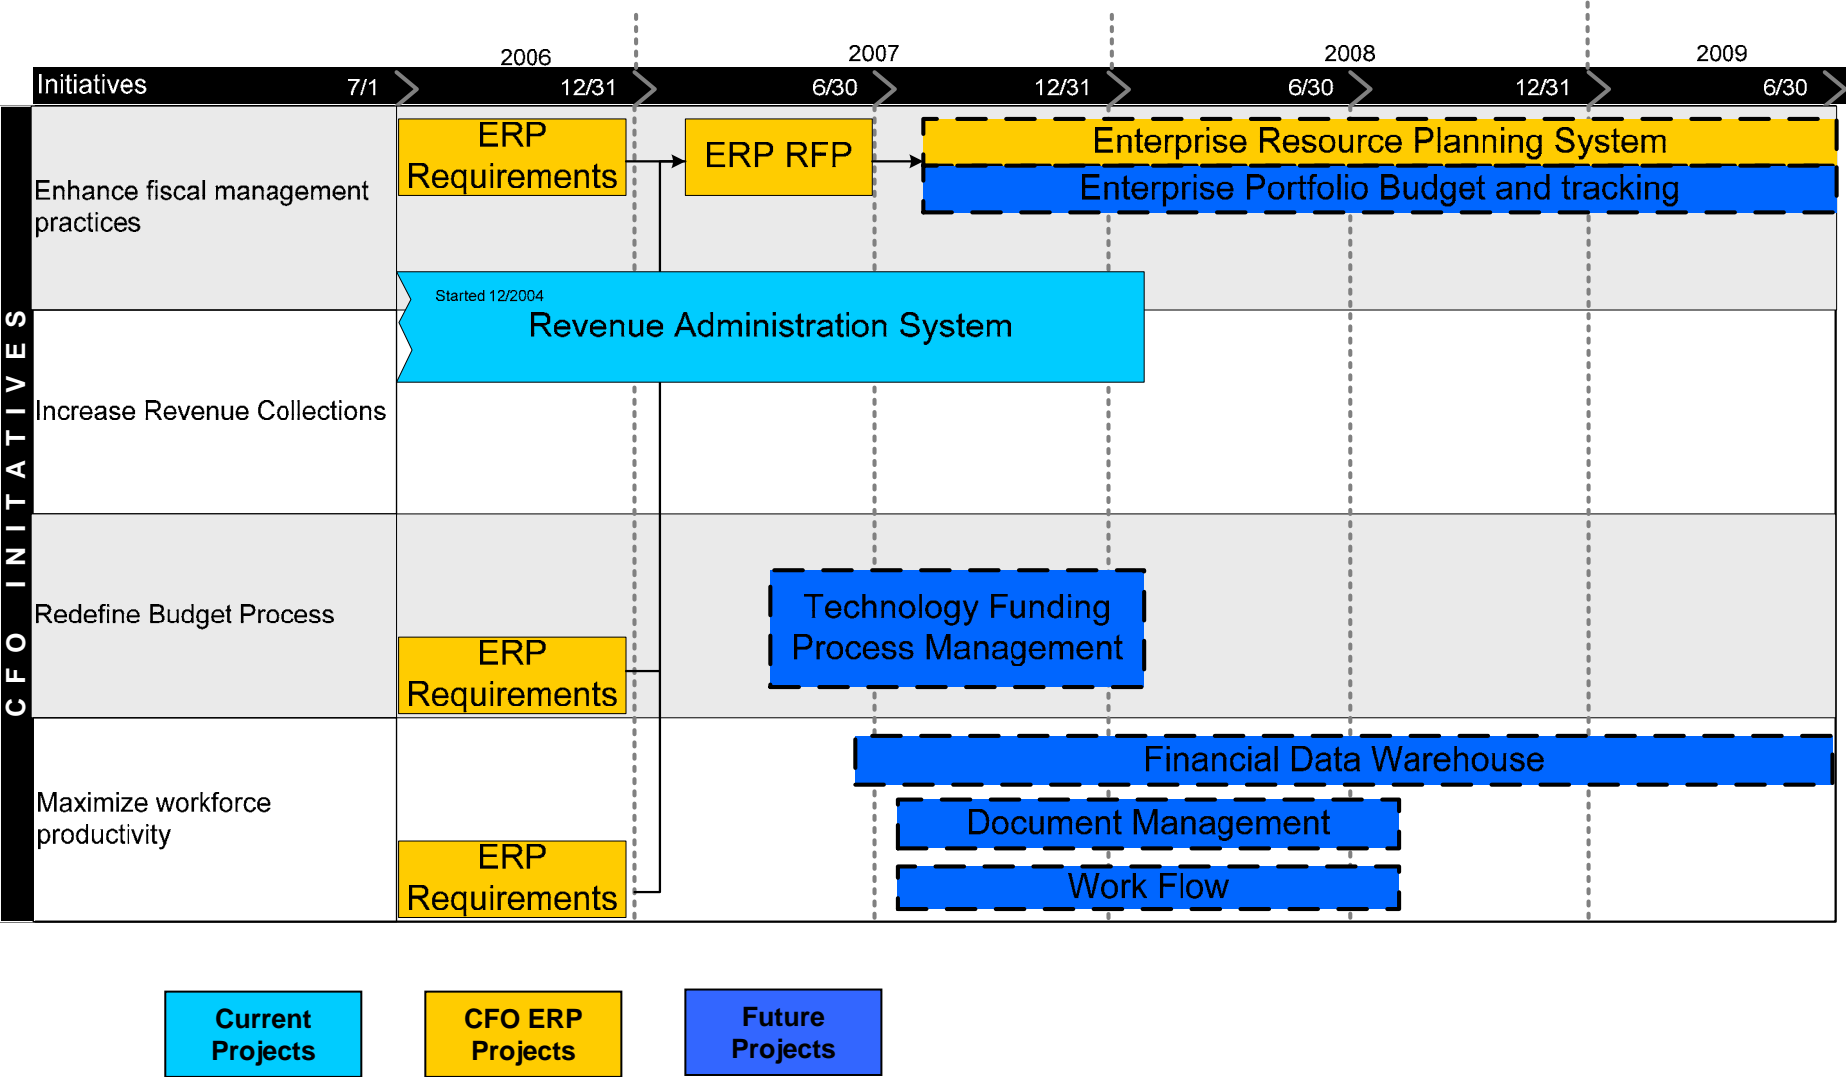 2006
2007
2008
2009
Initiatives
7/1
12/31
6/30
12/31
6/30
12/31
6/30
CFO INITATIVES
Enhance fiscal management
practices
ERP
Requirements
ERP RFP
Enterprise Resource Planning System
Enterprise Portfolio Budget and tracking
Started 12/2004
Revenue Administration System
Increase Revenue Collections
Redefine Budget Process
ERP
Requirements
Technology Funding
Process Management
Maximize workforce
productivity
ERP
Requirements
Financial Data Warehouse
Document Management
Work Flow
Current
Projects
CFO ERP
Projects
Future
Projects